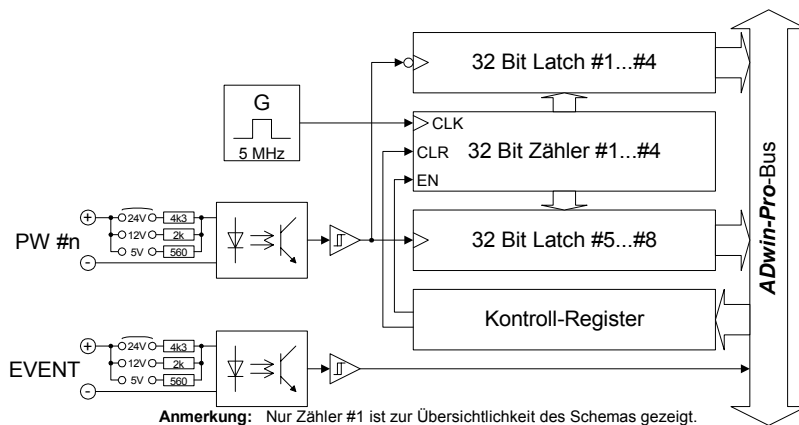 32 Bit Latch #1...#4
G
5 MHz
CLK
CLR
EN
32 Bit Zähler #1...#4
PW #n
+
-
24V
4k3
12V
2k
5V
560
32 Bit Latch #5...#8
Kontroll-Register
EVENT
+
-
24V
4k3
12V
2k
5V
560
ADwin-Pro-Bus
Anmerkung: Nur Zähler #1 ist zur Übersichtlichkeit des Schemas gezeigt.